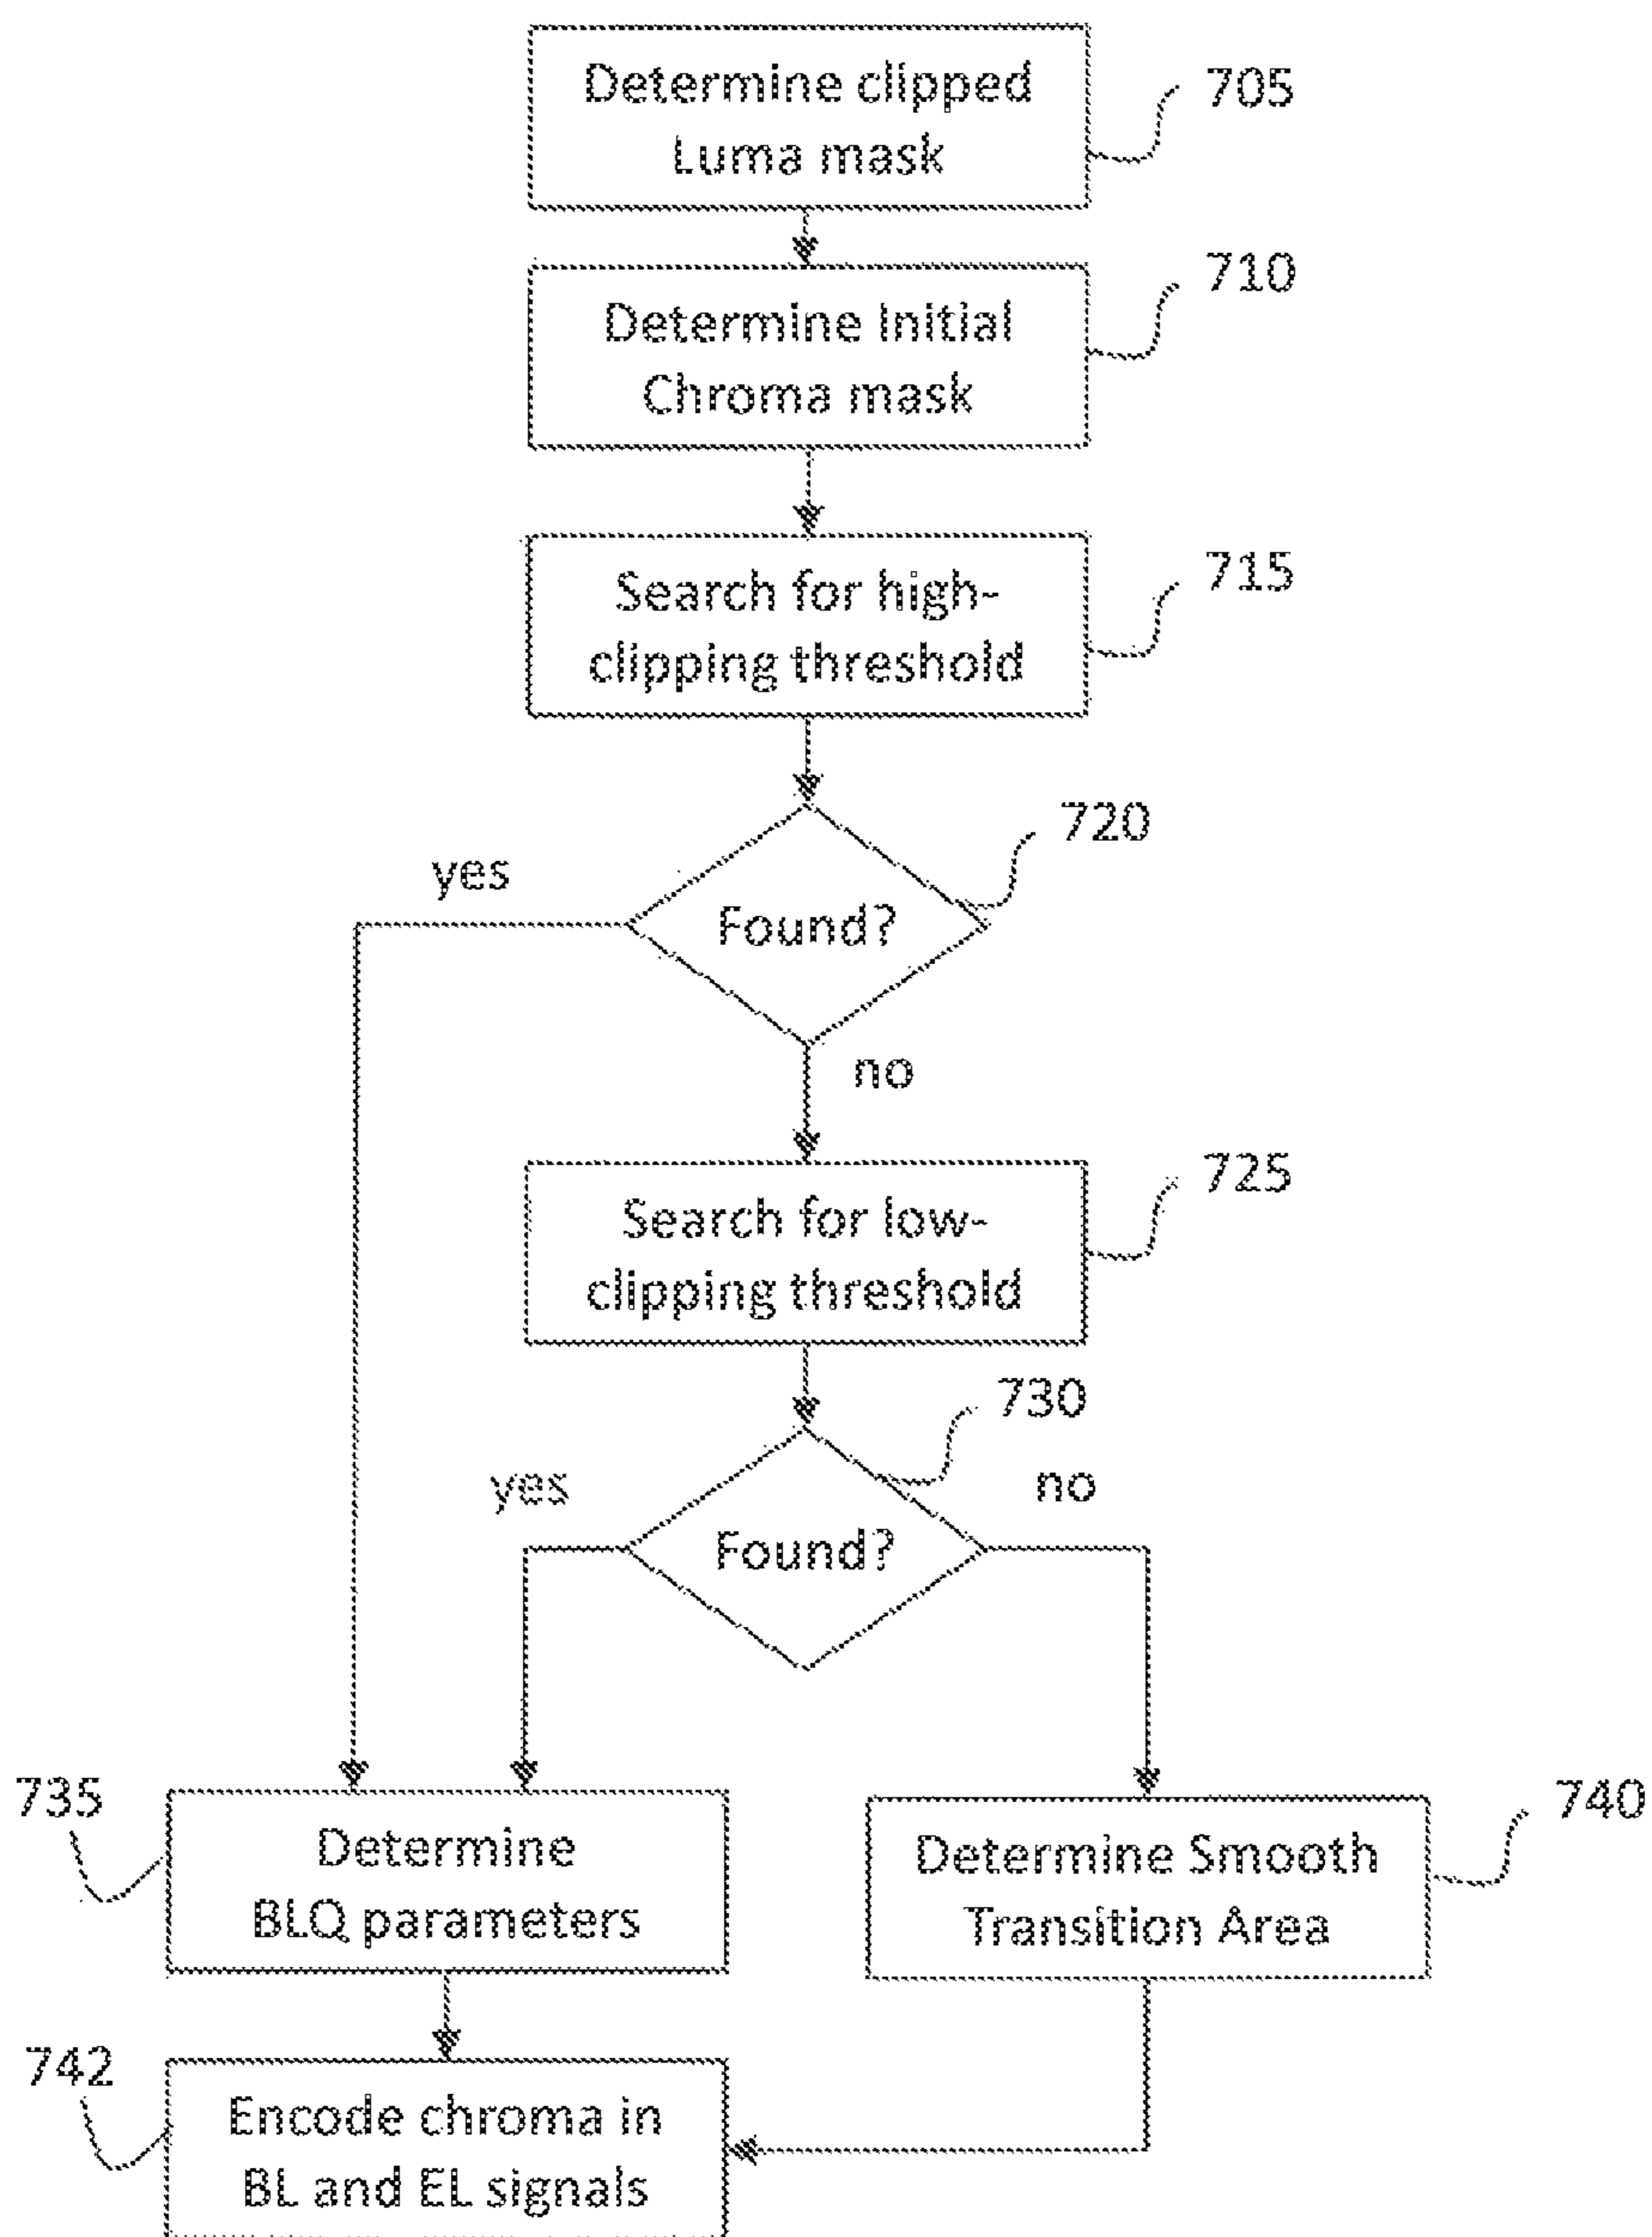 Determine clipped
Luma mask
705
Determine Initial
Chroma mask
710
Search for high-
clipping threshold
715
720
yes
Found?
no
Search for low-
clipping threshold
725
730
yes
no
Found?
735
Determine
BLQ parameters
740
Determine Smooth
Transition Area
742
Encode chroma in
BL and EL signals